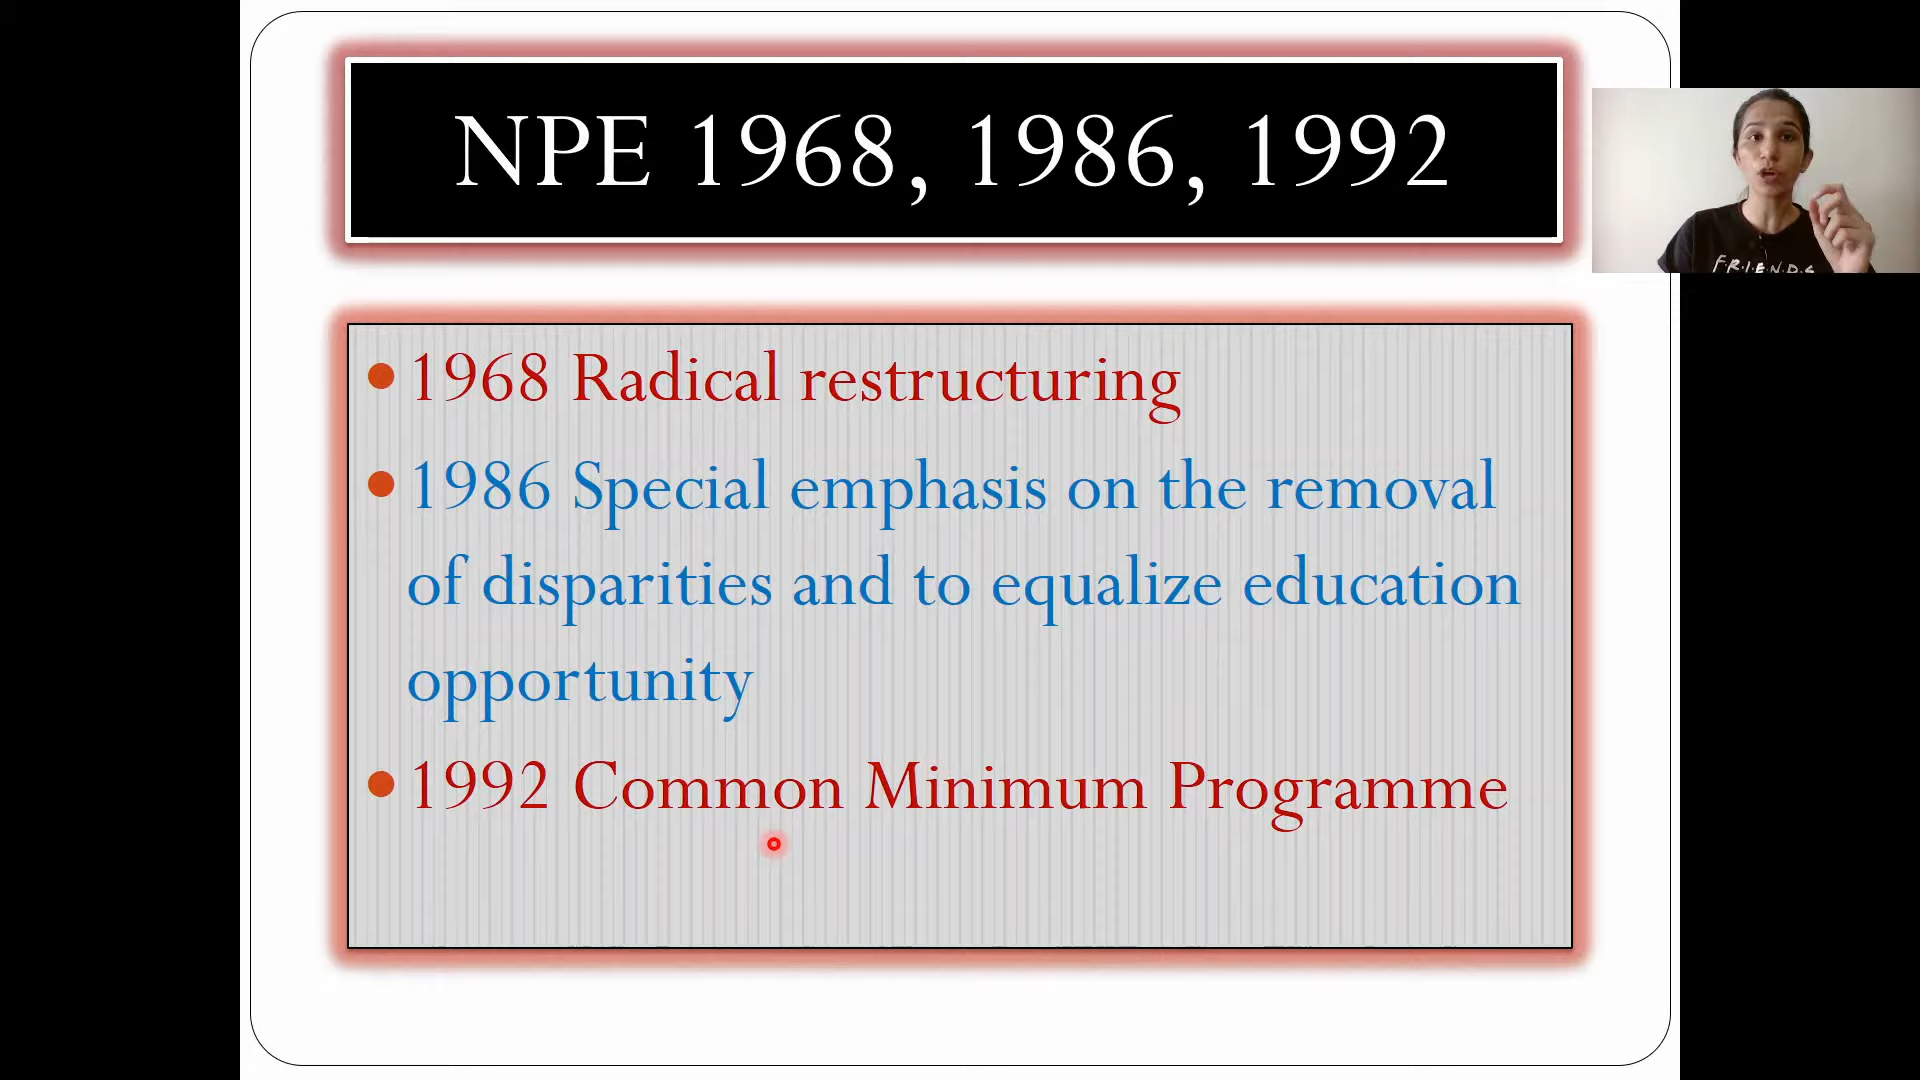 NPE 1968, 1986, 1992
F·R·I·E·N·D·S
• 1968 Radical restructuring
• 1986 Special emphasis on the removal
of disparities and to equalize education
opportunity
• 1992 Common Minimum Programme